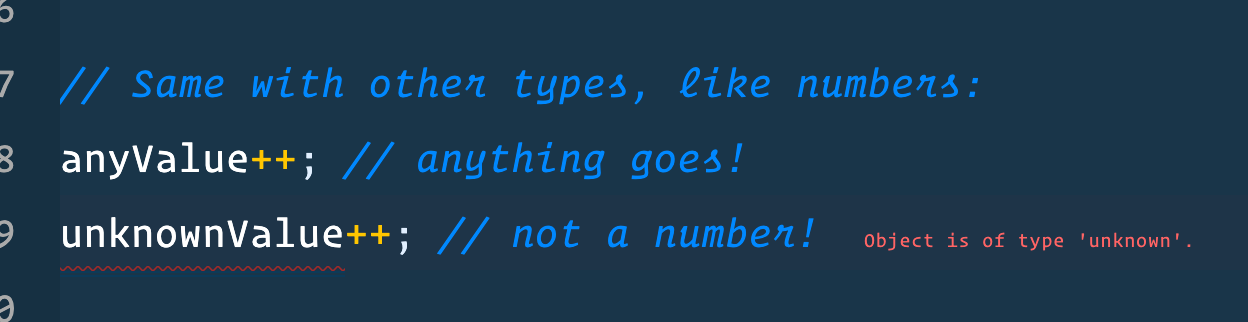 6
7 // Same with other types, like numbers:
8 anyValue++; // anything goes!
9 unknownValue++; // not a number! Object is of type 'unknown'.
0